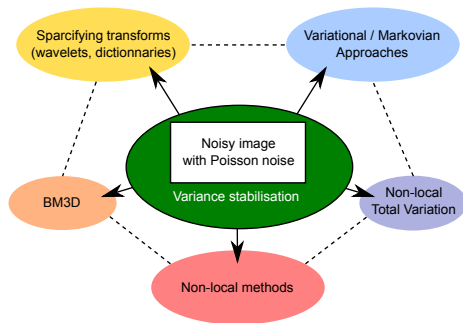 Sparcifying transforms
(wavelets, dictionnaries)
Variational / Markovian
Approaches
Noisy image
with Poisson noise
Variance stabilisation
BM3D
Non-local
Total Variation
Non-local methods